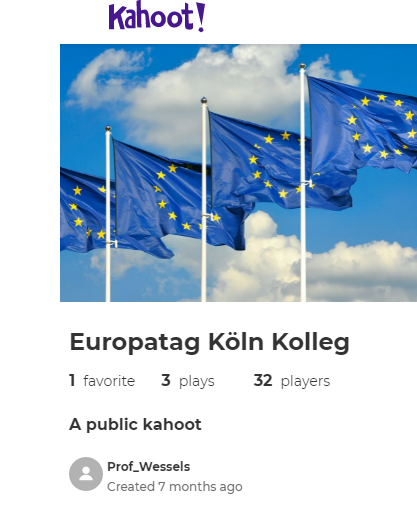 Kahoot!
Europatag Köln Kolleg
1 favorite 3 plays 32 players
A public kahoot
Prof_Wessels
Created 7 months ago